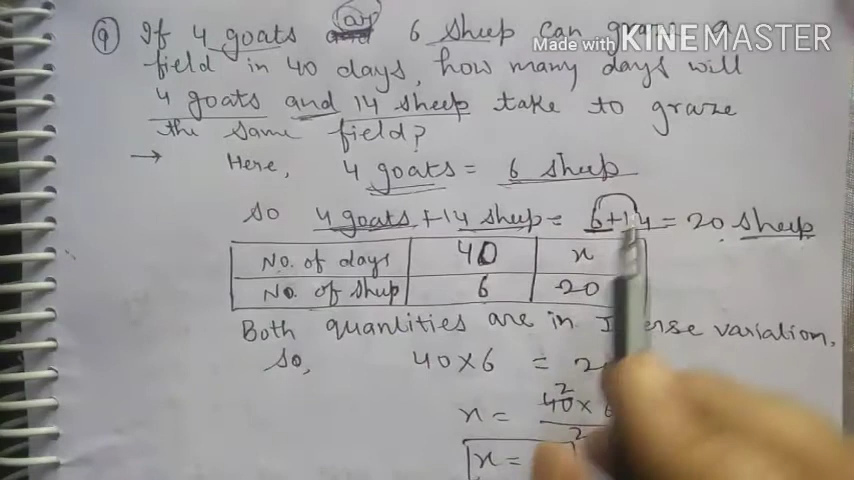 Q If 4 goats or 6 sheep can graze a
Made with KINEMASTER
field in 40 days, how many days will
4 goats and 14 sheep take to graze
the same field?
→ Here, 4 goats = 6 sheep
So 4 goats + 14 sheep = 6+14 = 20 sheep
No. of days 40 x
No. of sheep 6 20
Both quantities are in variation.
So, 40×6 =
x = 40 ×
2
2
x =